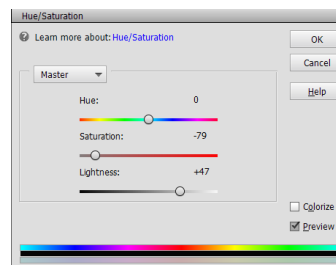 Hue/Saturation
Learn more about: Hue/Saturation
OK
Cancel
Help
Master
Hue: 0
Saturation: -79
Lightness: +47
Colorize
Preview